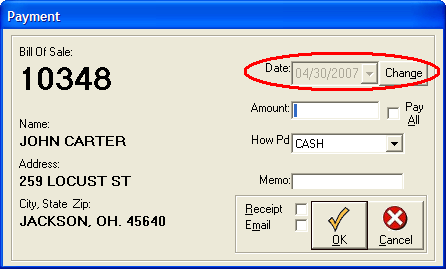 Payment
Bill Of Sale:
10348
Date: 04/30/2007 Change
Amount: Pay All
Name:
JOHN CARTER
How Pd CASH
Address:
259 LOCUST ST
Memo:
City, State Zip:
JACKSON, OH. 45640
Receipt
Email
OK
Cancel